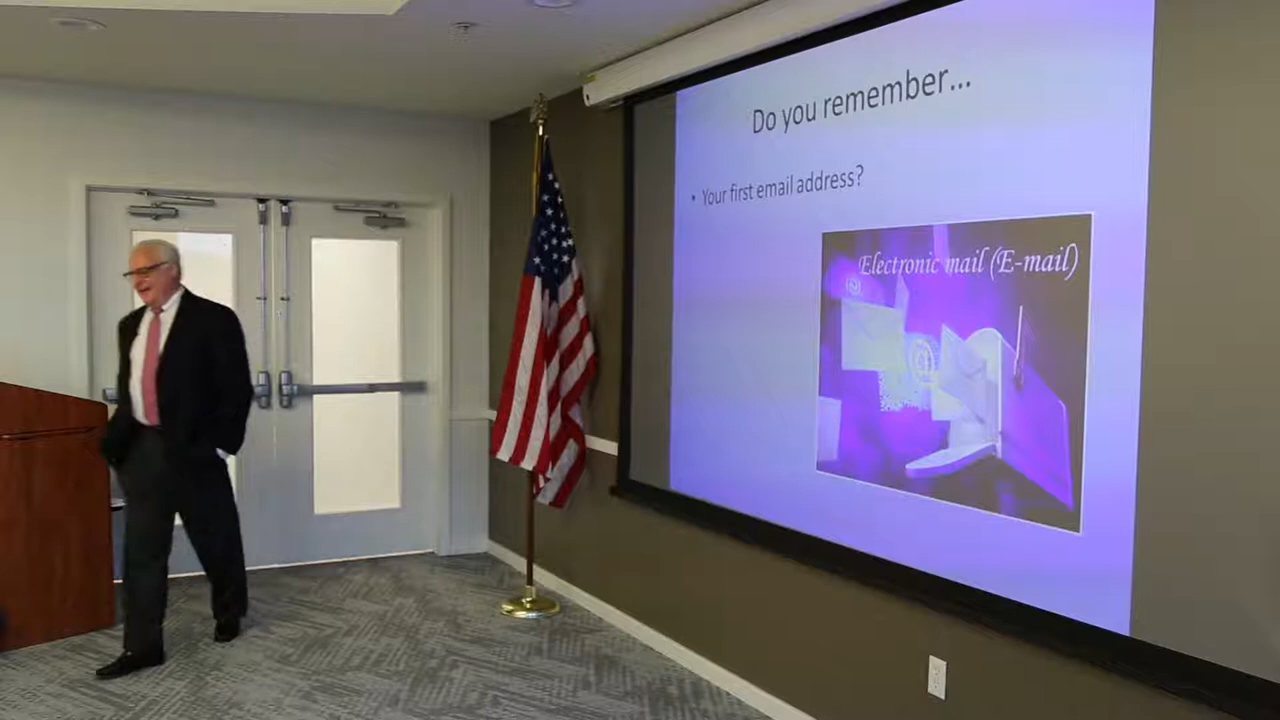 Do you remember...
• Your first email address?
Electronic mail (E-mail)